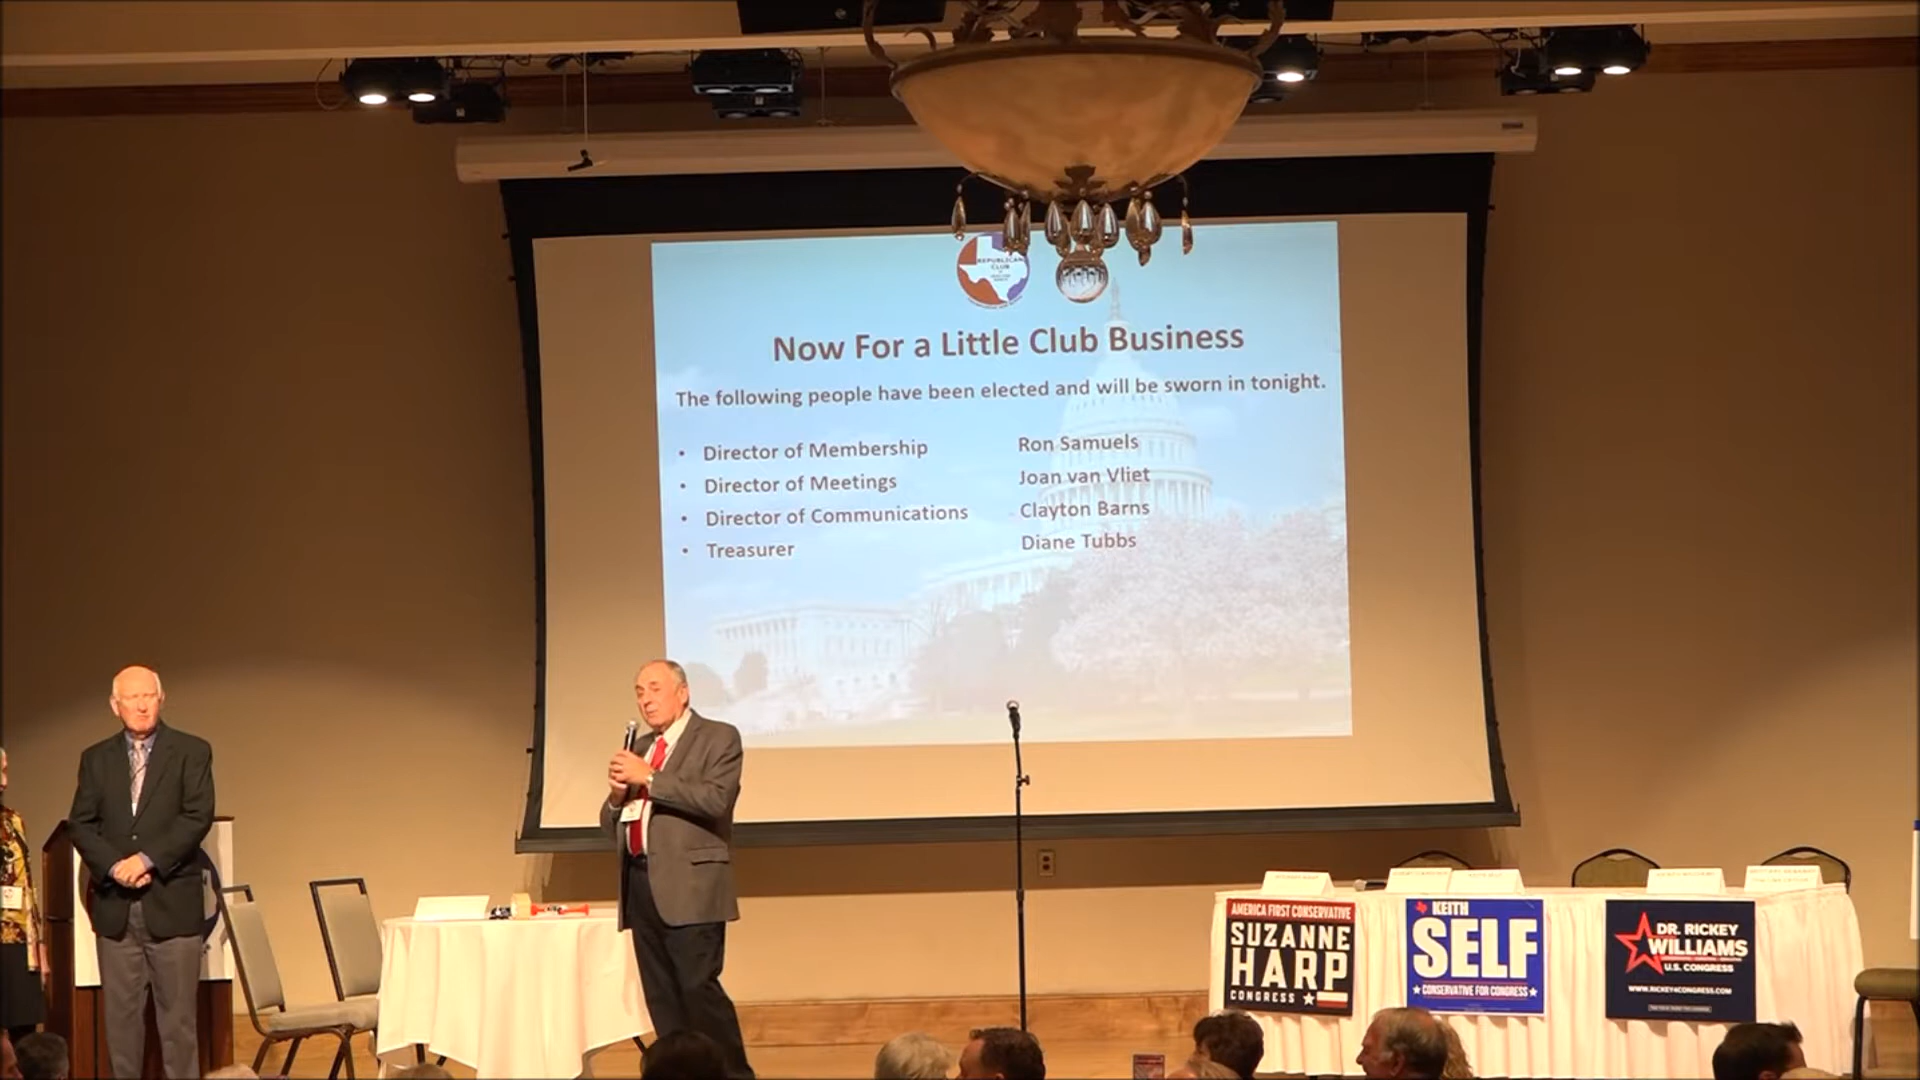 REPUBLICAN
CLUB
Now For a Little Club Business
The following people have been elected and will be sworn in tonight.
• Director of Membership Ron Samuels
• Director of Meetings Joan van Vliet
• Director of Communications Clayton Barns
• Treasurer Diane Tubbs
AMERICA FIRST CONSERVATIVE
SUZANNE
HARP
CONGRESS
KEITH
SELF
CONSERVATIVE FOR CONGRESS
DR. RICKEY
WILLIAMS
U.S. CONGRESS
WWW.RICKEY4CONGRESS.COM